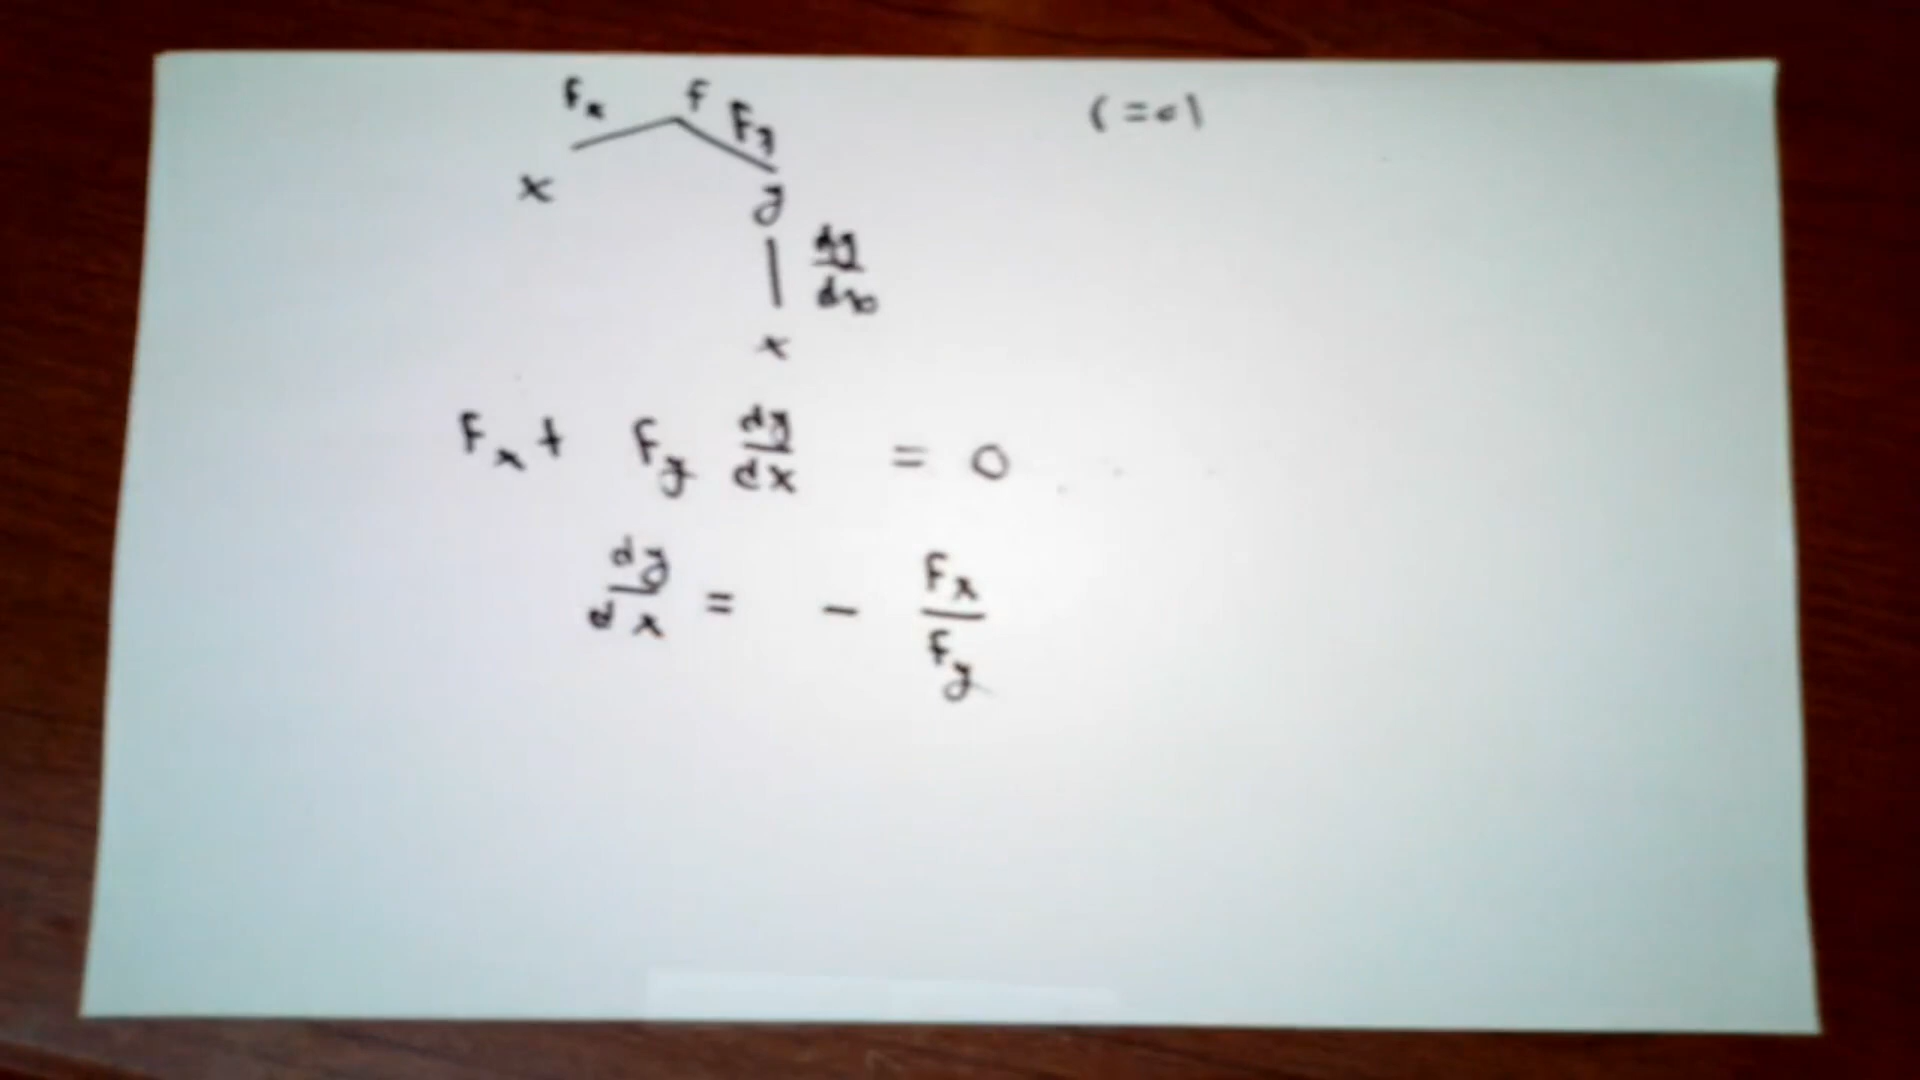 Fx f Fy (=0)
x y
dy/dx
x
Fx + Fy dy/dx = 0
dy/dx = - Fx/Fy